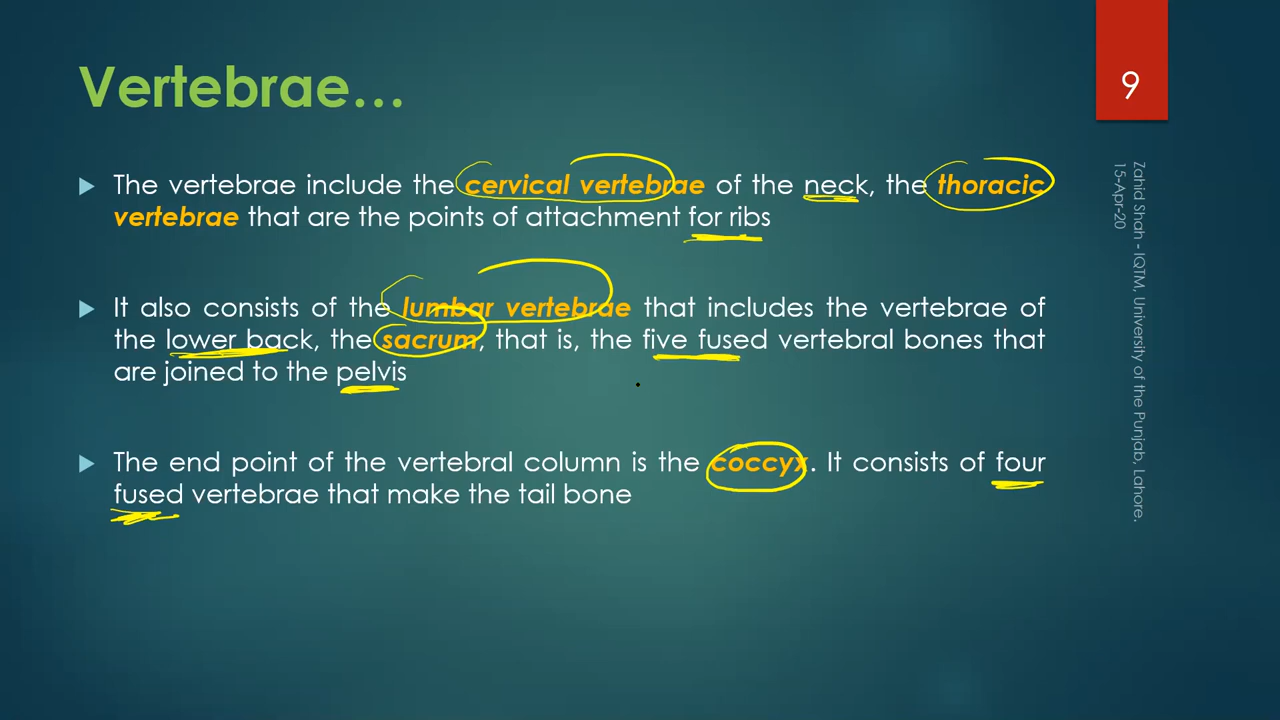 Vertebrae…
9
The vertebrae include the cervical vertebrae of the neck, the thoracic
vertebrae that are the points of attachment for ribs
It also consists of the lumbar vertebrae that includes the vertebrae of
the lower back, the sacrum, that is, the five fused vertebral bones that
are joined to the pelvis
The end point of the vertebral column is the coccyx. It consists of four
fused vertebrae that make the tail bone
Zahid Shah - IQTM, University of the Punjab, Lahore.
15-Apr-20